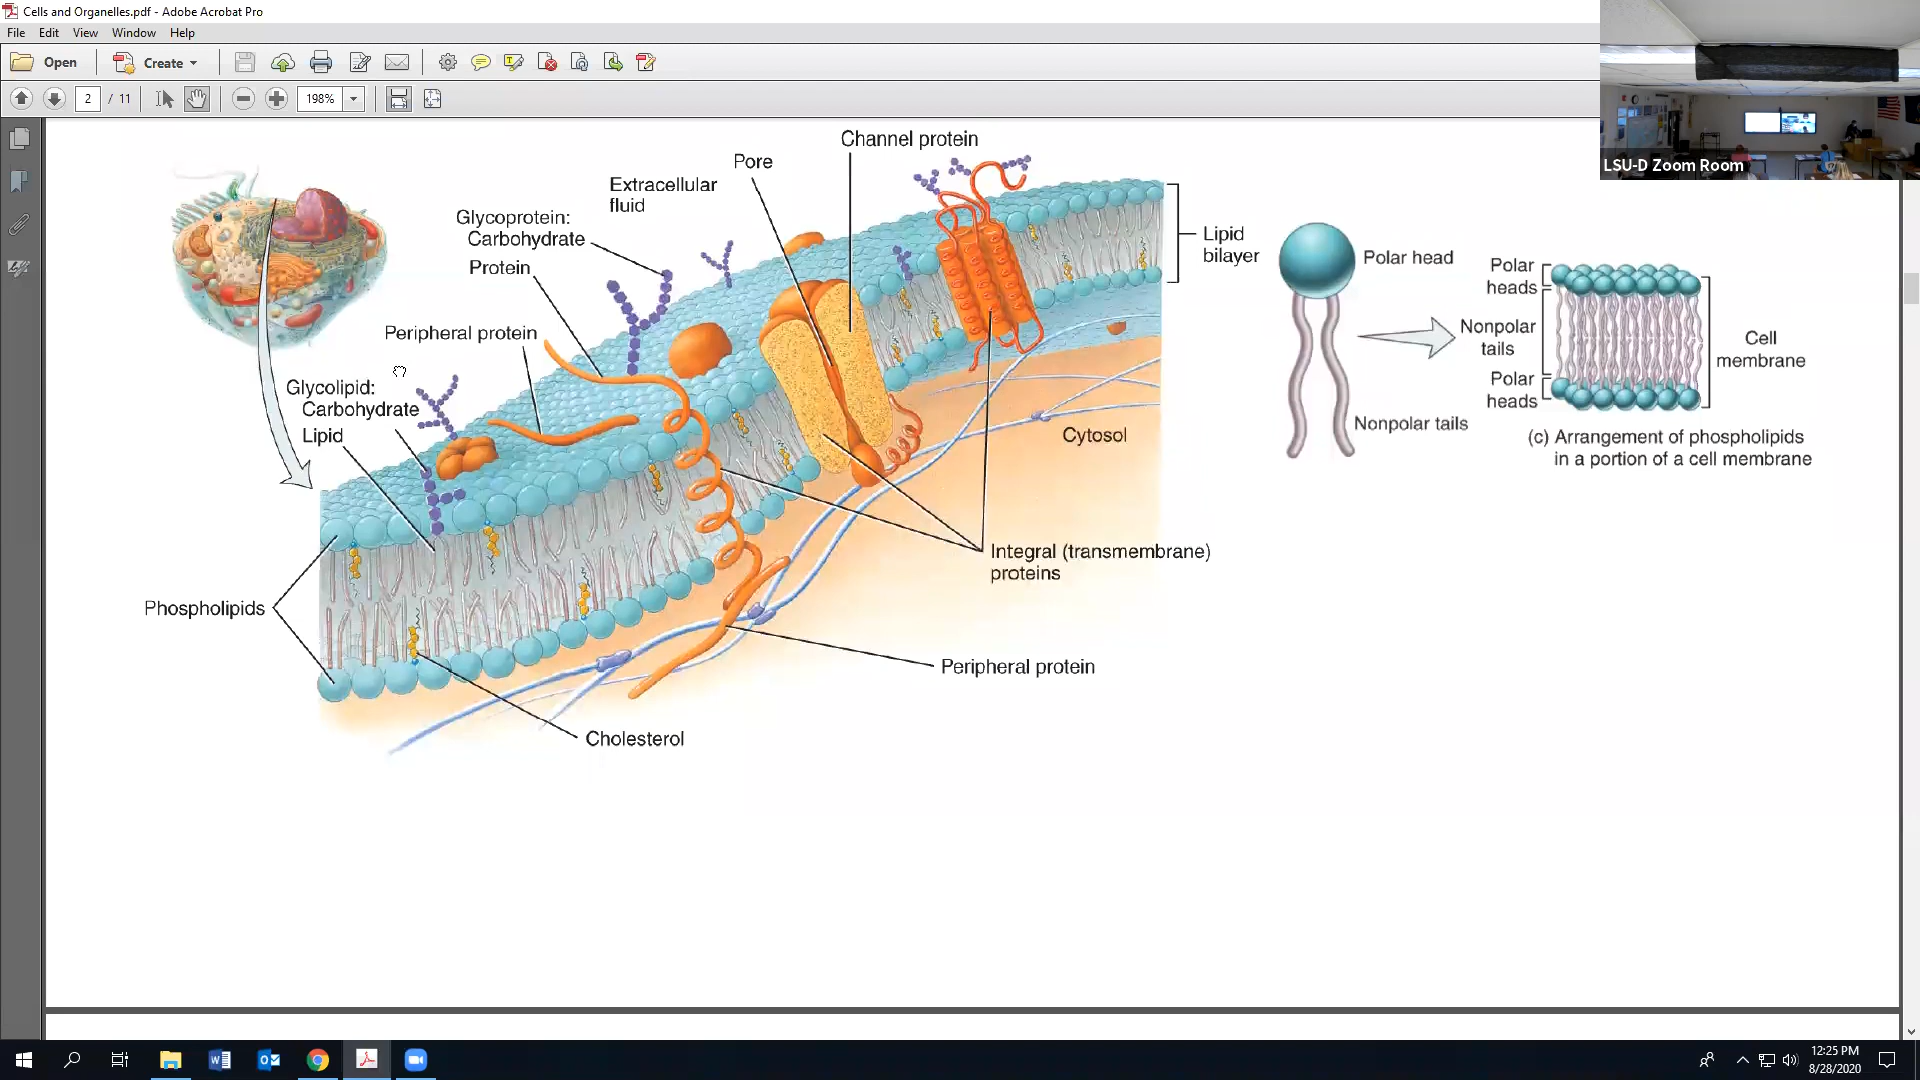 Cells and Organelles.pdf - Adobe Acrobat Pro
File Edit View Window Help
Open Create
2 / 11 198%
LSU-D Zoom Room
Channel protein
Pore
Extracellular
fluid
Glycoprotein:
Carbohydrate
Protein
Peripheral protein
Glycolipid:
Carbohydrate
Lipid
Phospholipids
Cholesterol
Peripheral protein
Integral (transmembrane)
proteins
Cytosol
Lipid
bilayer
Polar head
Nonpolar tails
Polar
heads
Nonpolar
tails
Polar
heads
Cell
membrane
(c) Arrangement of phospholipids
in a portion of a cell membrane
12:25 PM
8/28/2020